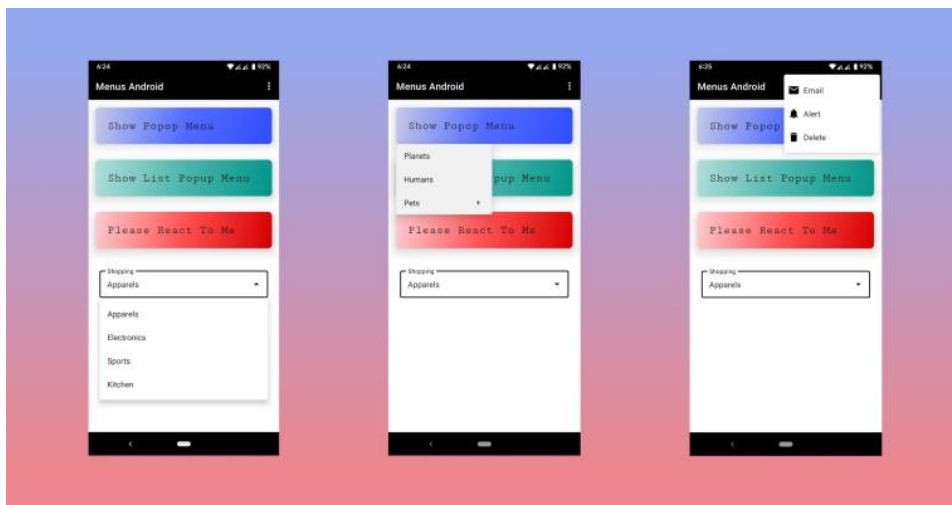 6:24
92%
Menus Android
Show Popop Menu
Show List Popup Menu
Please React To Me
Shopping
Apparels
Apparels
Electronics
Sports
Kitchen
6:24
92%
Menus Android
Show Popop Menu
Planets
Humans
Pets
pup Menu
Please React To Me
Shopping
Apparels
6:25
92%
Menus Android
Email
Alert
Delete
Show Popop
Show List Popup Menu
Please React To Me
Shopping
Apparels